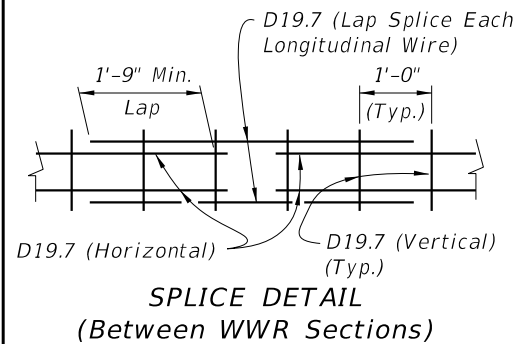 D19.7 (Lap Splice Each
Longitudinal Wire)
1'-9" Min.
Lap
1'-0"
(Typ.)
D19.7 (Horizontal)
D19.7 (Vertical)
(Typ.)
SPLICE DETAIL
(Between WWR Sections)